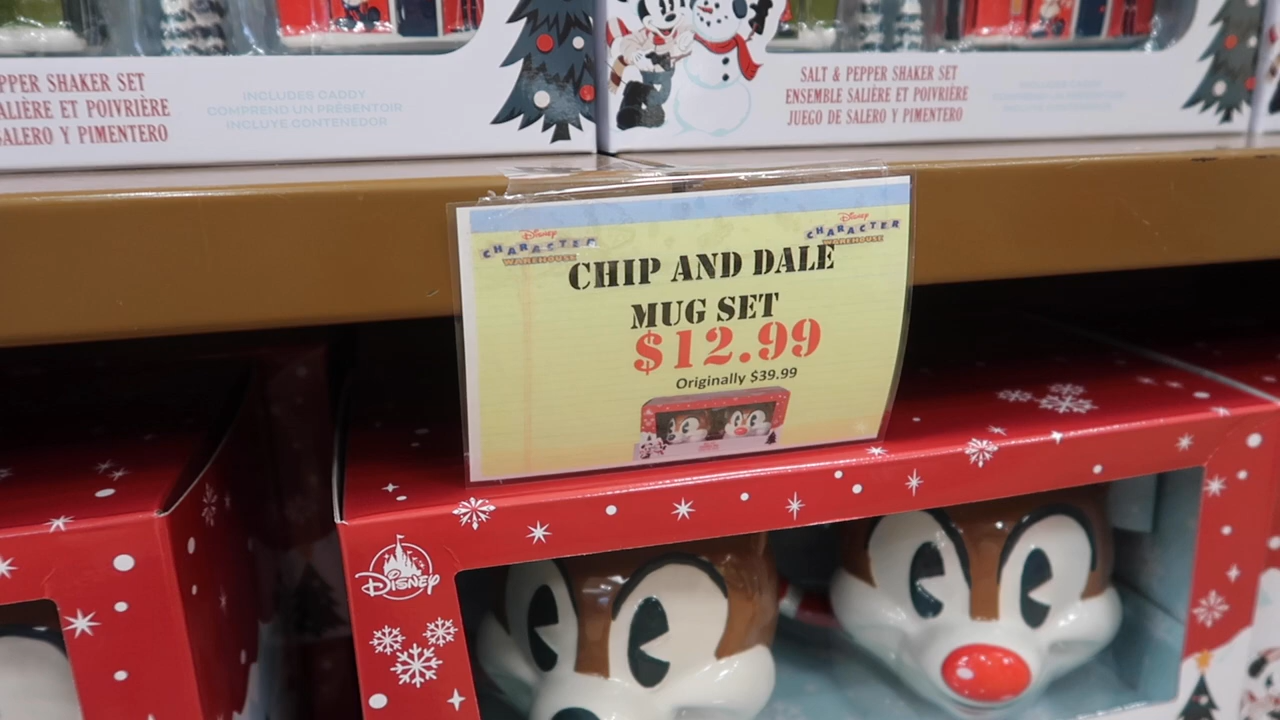 PPER SHAKER SET
ALIÈRE ET POIVRIÈRE
SALERO Y PIMENTERO
INCLUDES CADDY
COMPREND UN PRÉSENTOIR
INCLUYE CONTENEDOR
SALT & PEPPER SHAKER SET
ENSEMBLE SALIÈRE ET POIVRIÈRE
JUEGO DE SALERO Y PIMENTERO
Disney
CHARACTER
WAREHOUSE
Disney
CHARACTER
WAREHOUSE
CHIP AND DALE
MUG SET
$12.99
Originally $39.99
Disney